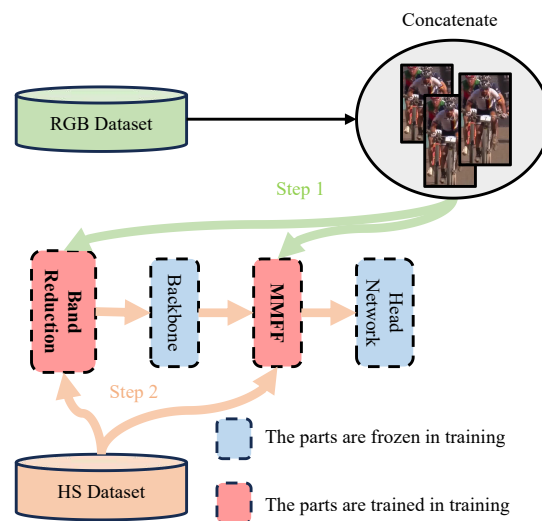 Concatenate
RGB Dataset
Step 1
Band
Reduction
Backbone
MMFF
Head
Network
Step 2
The parts are frozen in training
HS Dataset
The parts are trained in training